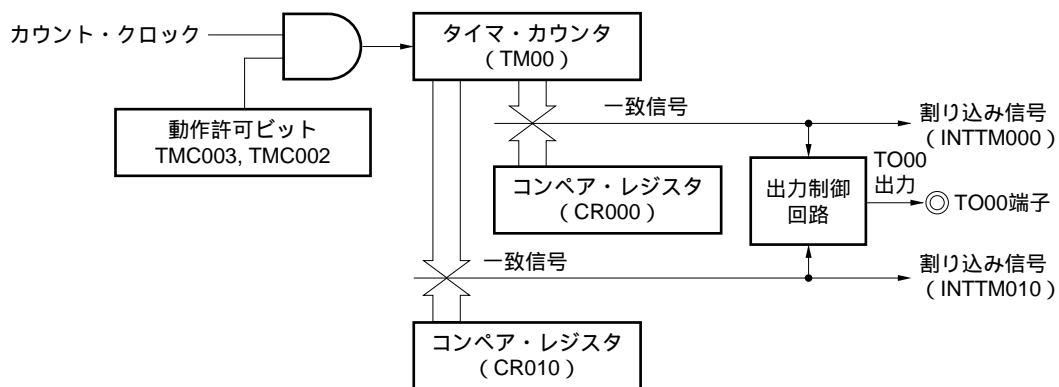 カウント・クロック
タイマ・カウンタ
(TM00)
動作許可ビット
TMC003, TMC002
一致信号
割り込み信号
(INTTM000)
コンペア・レジスタ
(CR000)
出力制御
回路
TO00
出力
TO00端子
一致信号
割り込み信号
(INTTM010)
コンペア・レジスタ
(CR010)